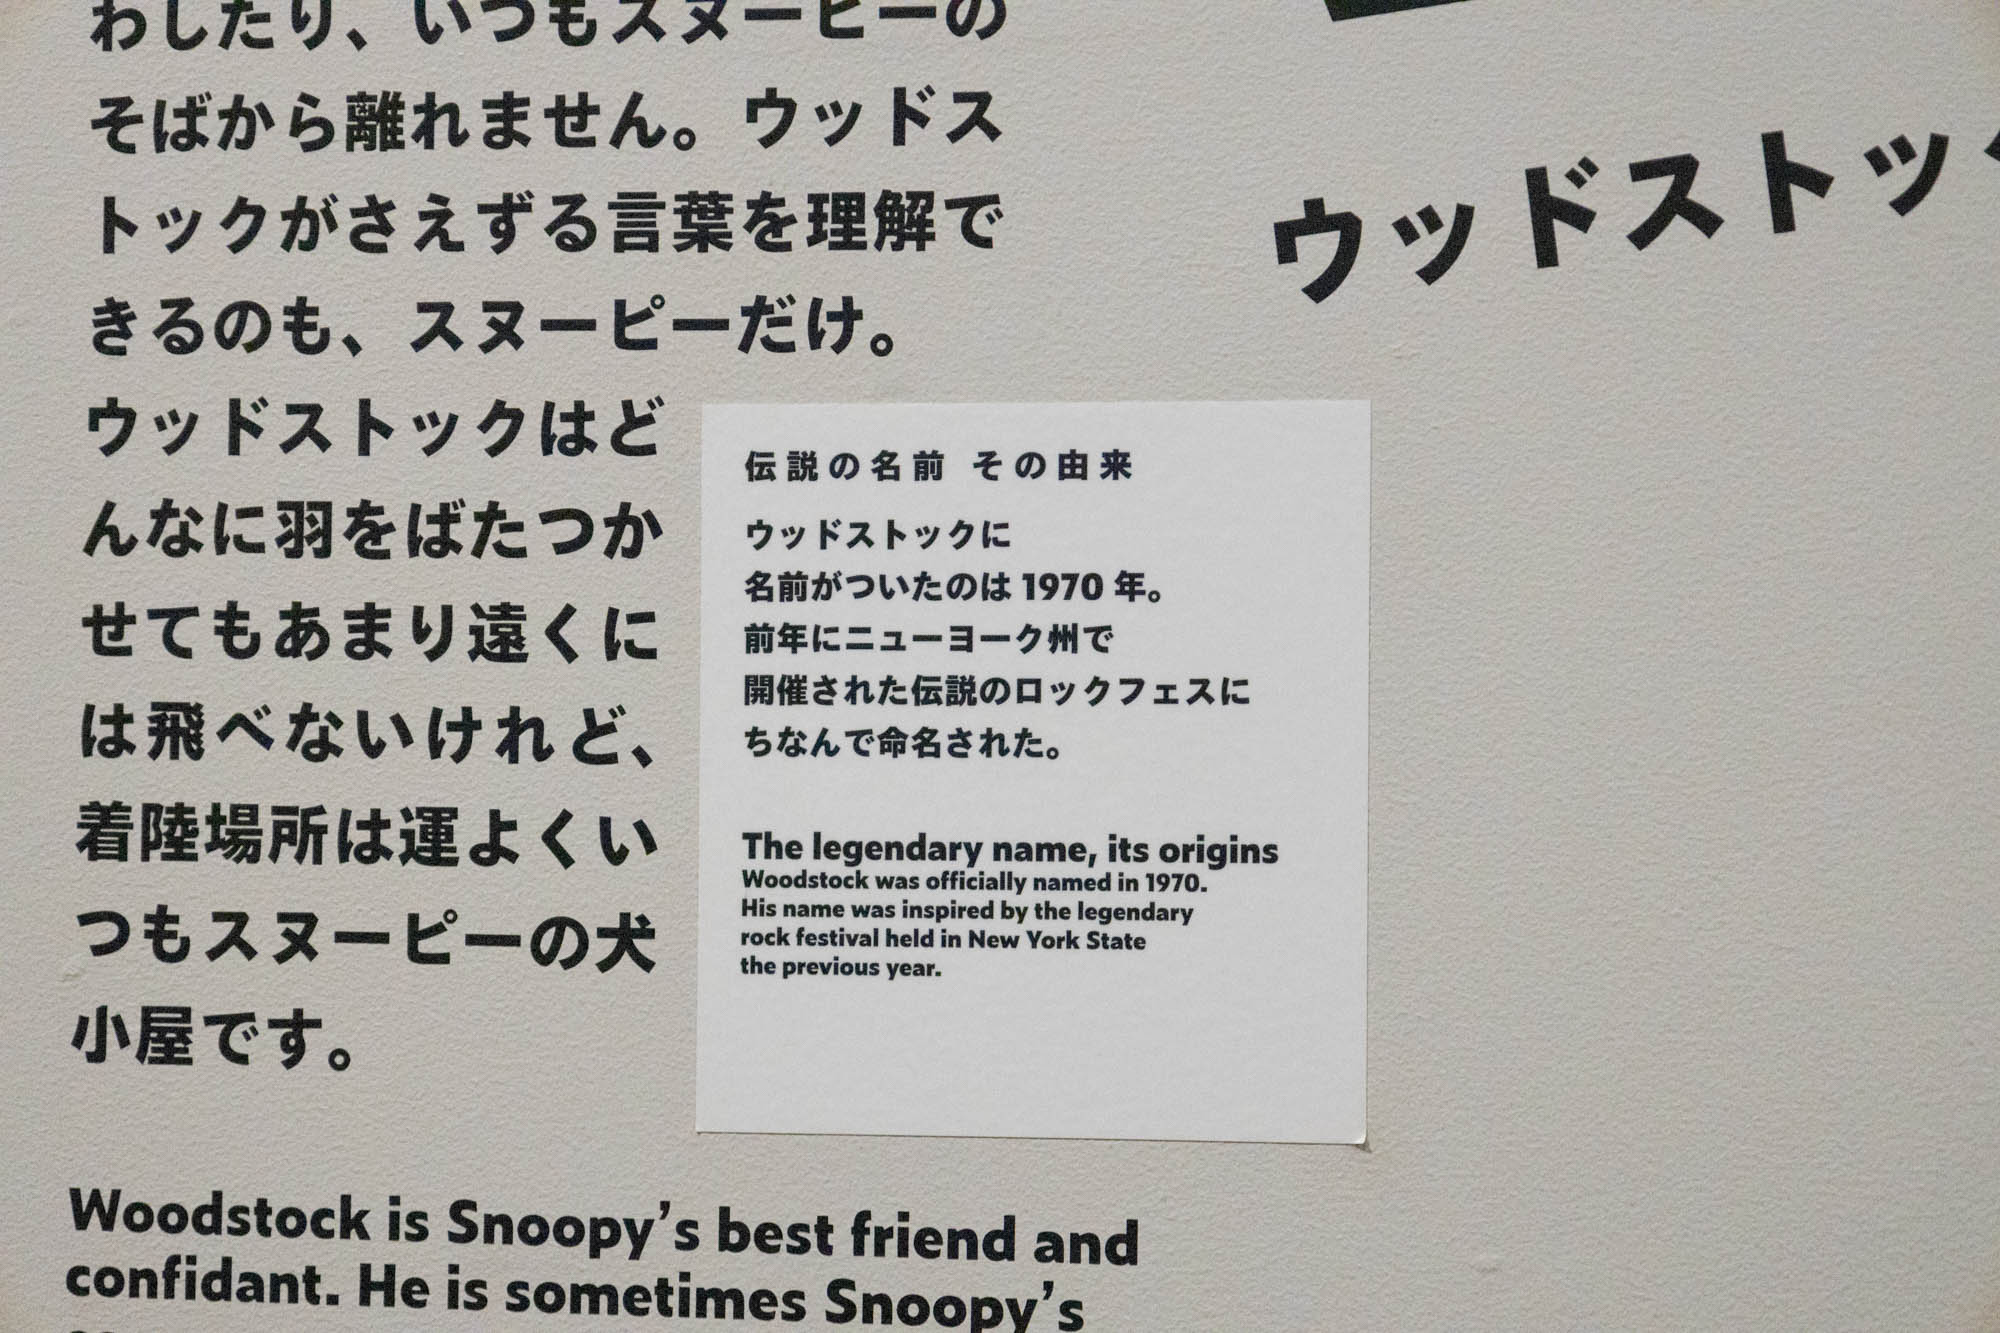 わしたり、いつもスヌーピーの
そばから離れません。ウッドス
トックがさえずる言葉を理解で
きるのも、スヌーピーだけ。
ウッドストックはど
んなに羽をばたつか
せてもあまり遠くに
は飛べないけれど、
着陸場所は運よくい
つもスヌーピーの犬
小屋です。
ウッドストッ
伝説の名前 その由来
ウッドストックに
名前がついたのは 1970 年。
前年にニューヨーク州で
開催された伝説のロックフェスに
ちなんで命名された。
The legendary name, its origins
Woodstock was officially named in 1970.
His name was inspired by the legendary
rock festival held in New York State
the previous year.
Woodstock is Snoopy's best friend and
confidant. He is sometimes Snoopy's